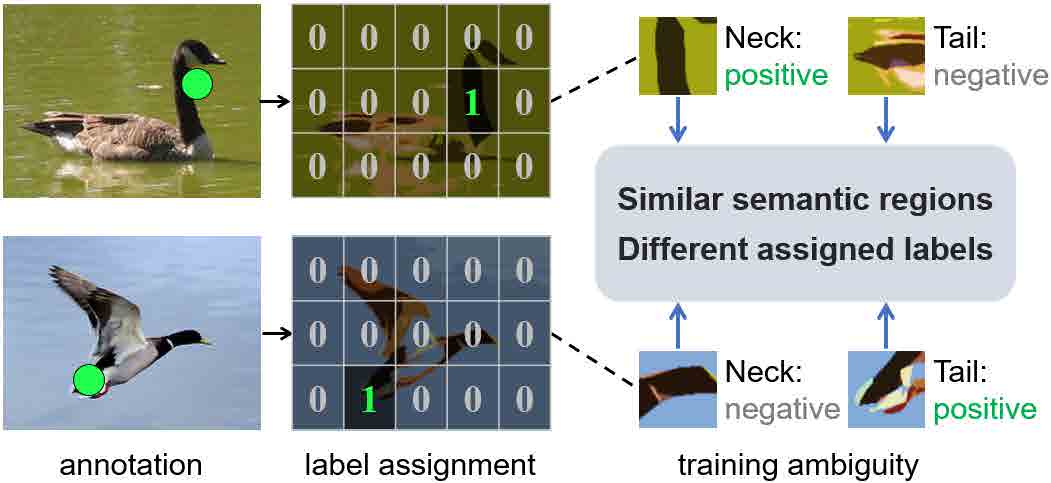 0 0 0 0 0
0 0 0 1 0
0 0 0 0 0
Neck:
positive
Tail:
negative
Similar semantic regions
Different assigned labels
0 0 0 0 0
0 0 0 0 0
0 1 0 0 0
Neck:
negative
Tail:
positive
annotation
label assignment
training ambiguity